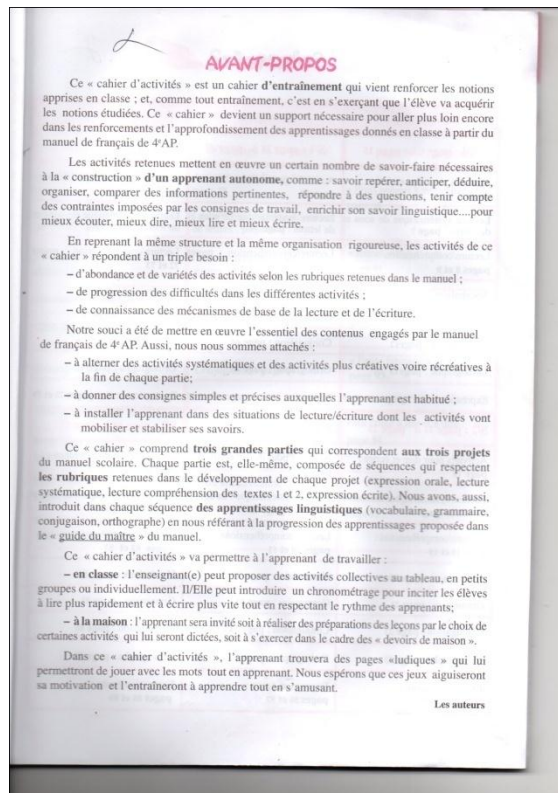 AVANT-PROPOS
Ce « cahier d'activités » est un cahier d'entraînement qui vient renforcer les notions
apprises en classe ; et, comme tout entraînement, c'est en s'exerçant que l'élève va acquérir
les notions étudiées. Ce « cahier » devient un support nécessaire pour aller plus loin encore
dans les renforcements et l'approfondissement des apprentissages donnés en classe à partir du
manuel de français de 4ᵉAP.
Les activités retenues mettent en œuvre un certain nombre de savoir-faire nécessaires
à la « construction » d'un apprenant autonome, comme : savoir repérer, anticiper, déduire,
organiser, comparer des informations pertinentes, répondre à des questions, tenir compte
des contraintes imposées par les consignes de travail, enrichir son savoir linguistique....pour
mieux écouter, mieux dire, mieux lire et mieux écrire.
En reprenant la même structure et la même organisation rigoureuse, les activités de ce
« cahier » répondent à un triple besoin :
– d'abondance et de variétés des activités selon les rubriques retenues dans le manuel ;
– de progression des difficultés dans les différentes activités ;
– de connaissance des mécanismes de base de la lecture et de l'écriture.
Notre souci a été de mettre en œuvre l'essentiel des contenus engagés par le manuel
de français de 4ᵉ AP. Aussi, nous nous sommes attachés :
– à alterner des activités systématiques et des activités plus créatives voire récréatives à
la fin de chaque partie;
– à donner des consignes simples et précises auxquelles l'apprenant est habitué ;
– à installer l'apprenant dans des situations de lecture/écriture dont les activités vont
mobiliser et stabiliser ses savoirs.
Ce « cahier » comprend trois grandes parties qui correspondent aux trois projets
du manuel scolaire. Chaque partie est, elle-même, composée de séquences qui respectent
les rubriques retenues dans le développement de chaque projet (expression orale, lecture
systématique, lecture compréhension des textes 1 et 2, expression écrite). Nous avons, aussi,
introduit dans chaque séquence des apprentissages linguistiques (vocabulaire, grammaire,
conjugaison, orthographe) en nous référant à la progression des apprentissages proposée dans
le « guide du maître » du manuel.
Ce « cahier d'activités » va permettre à l'apprenant de travailler :
– en classe : l'enseignant(e) peut proposer des activités collectives au tableau, en petits
groupes ou individuellement. Il/Elle peut introduire un chronométrage pour inciter les élèves
à lire plus rapidement et à écrire plus vite tout en respectant le rythme des apprenants;
– à la maison : l'apprenant sera invité soit à réaliser des préparations des leçons par le choix de
certaines activités qui lui seront dictées, soit à s'exercer dans le cadre des « devoirs de maison ».
Dans ce « cahier d'activités », l'apprenant trouvera des pages «ludiques » qui lui
permettront de jouer avec les mots tout en apprenant. Nous espérons que ces jeux aiguiseront
sa motivation et l'entraîneront à apprendre tout en s'amusant.
Les auteurs